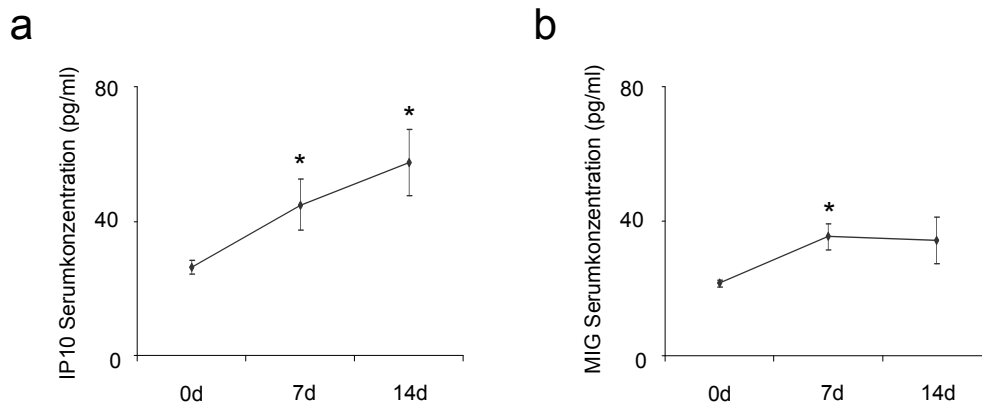 a
IP10 Serumkonzentration (pg/ml)
80
40
0
*
*
0d 7d 14d
b
MIG Serumkonzentration (pg/ml)
80
40
0
*
0d 7d 14d